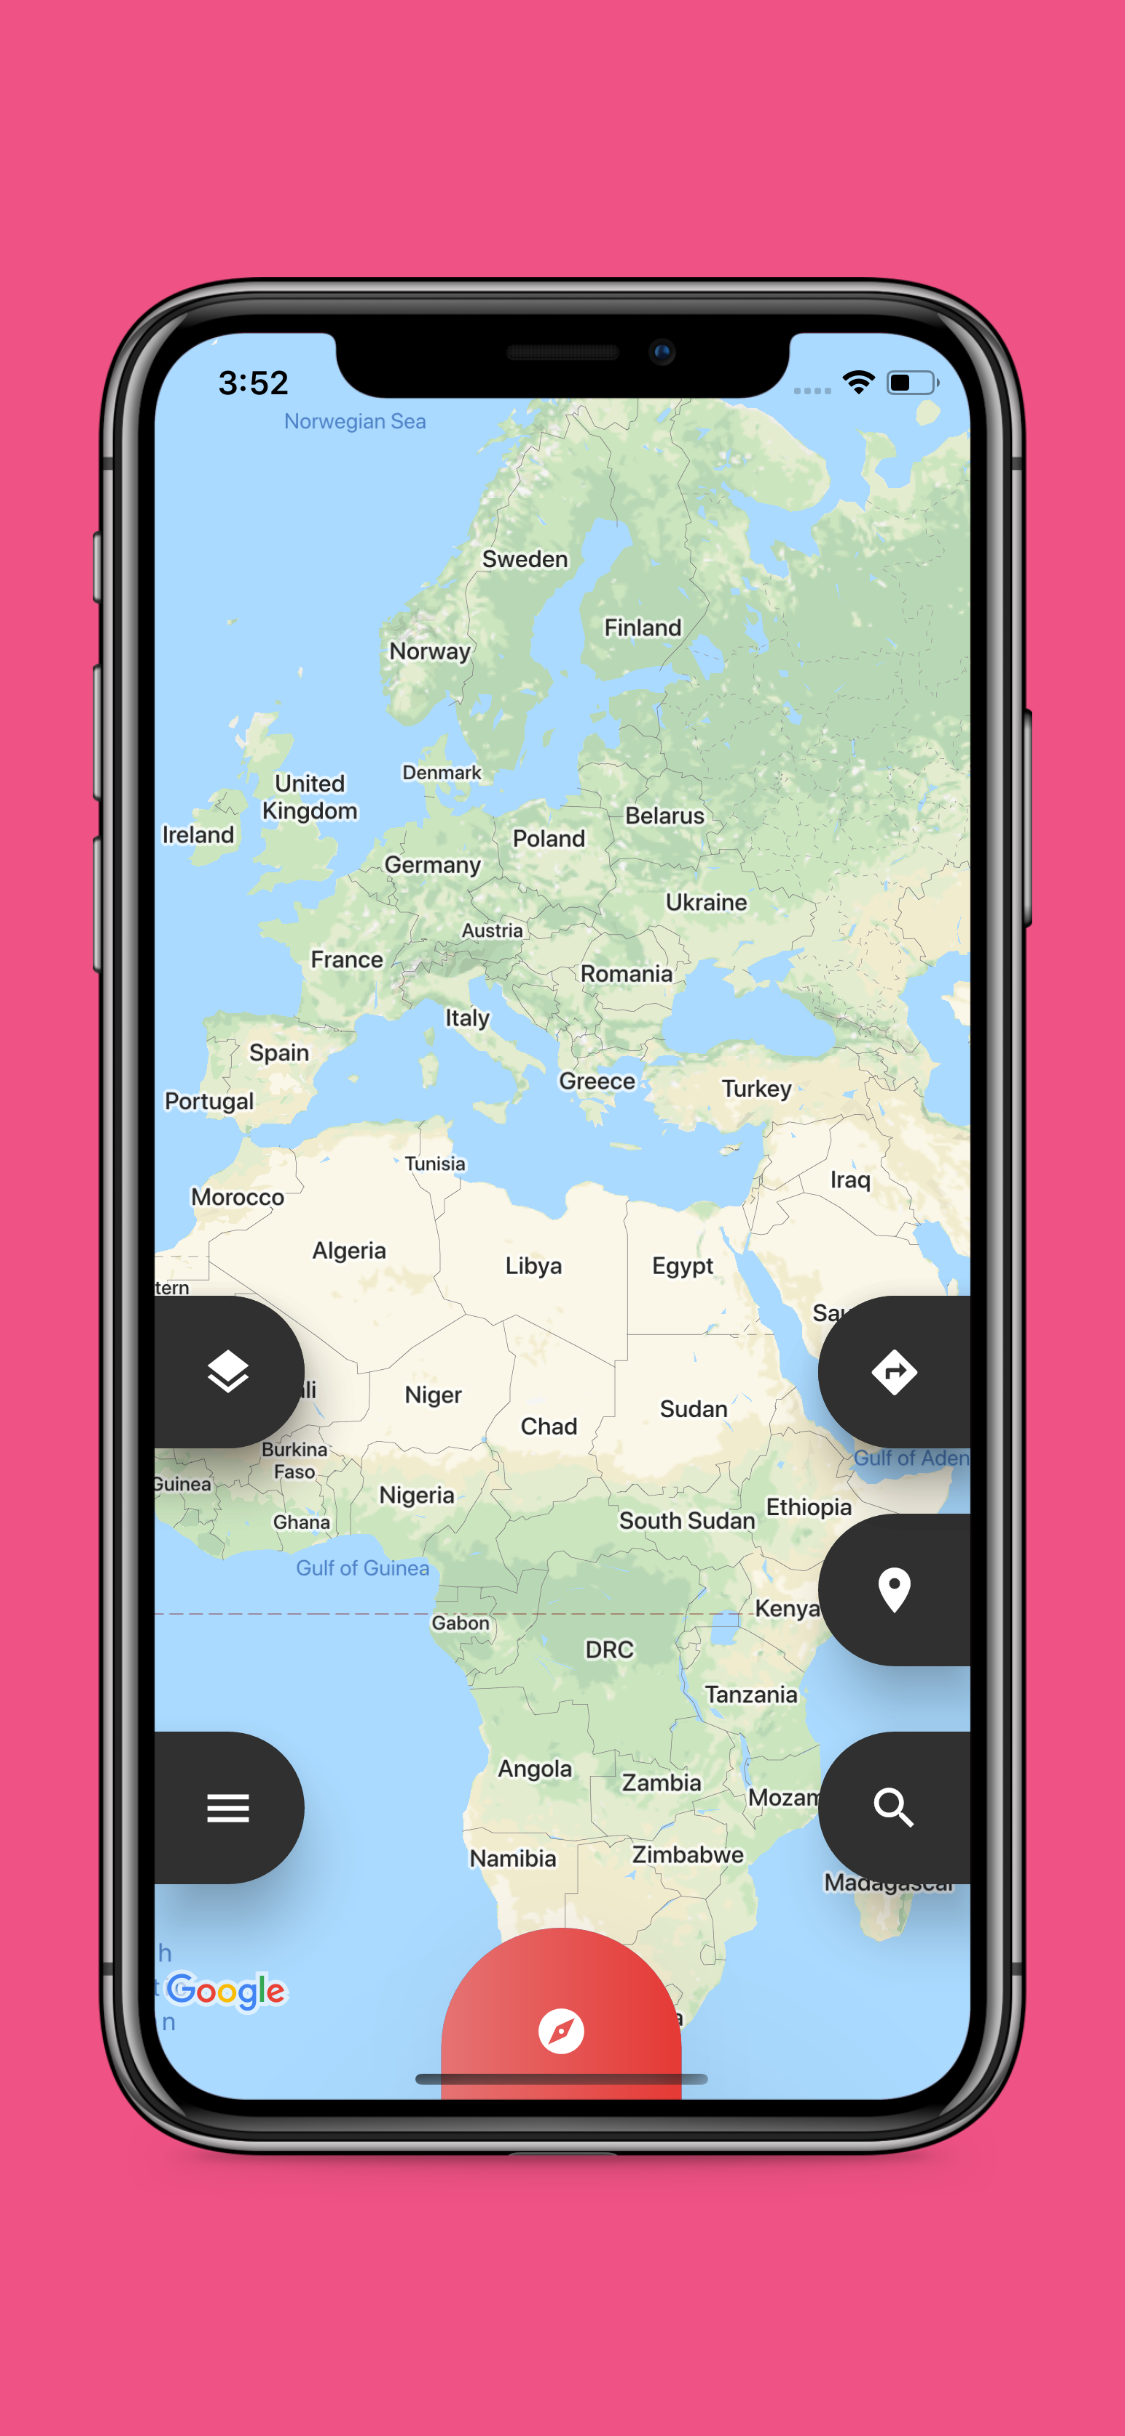 3:52
Norwegian Sea
Sweden
Finland
Norway
Denmark
United
Kingdom
Ireland
Belarus
Poland
Germany
Ukraine
Austria
France
Romania
Italy
Spain
Greece
Turkey
Portugal
Tunisia
Iraq
Morocco
Algeria
Libya
Egypt
tern
Sau
li
Niger
Sudan
Chad
Burkina
Faso
Gulf of Aden
Guinea
Nigeria
Ethiopia
Ghana
South Sudan
Gulf of Guinea
Kenya
Gabon
DRC
Tanzania
Angola
Zambia
Mozam
Zimbabwe
Namibia
Madagascar
h
t
Google
n
a